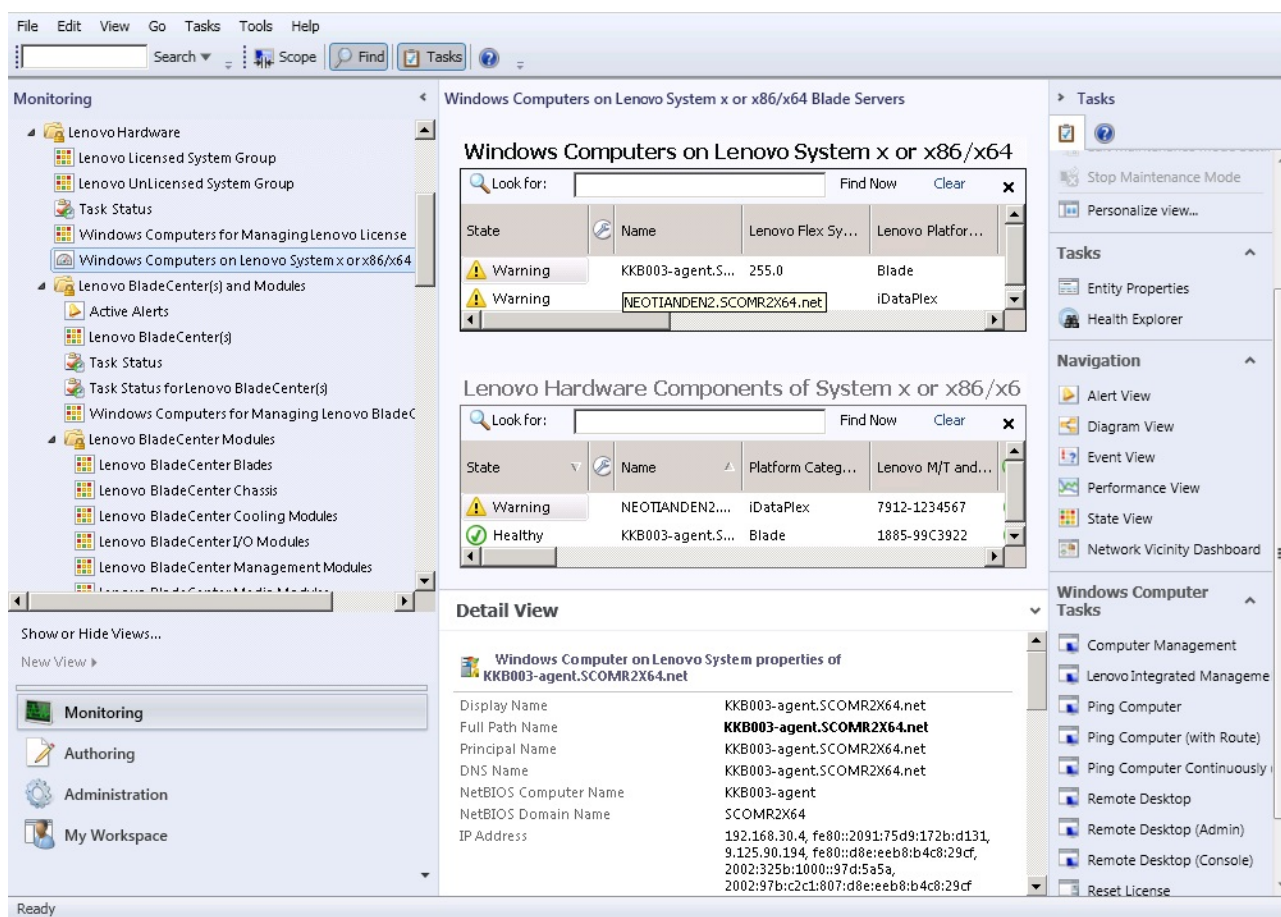 File Edit View Go Tasks Tools Help
Search Scope Find Tasks
Monitoring
Lenovo Hardware
Lenovo Licensed System Group
Lenovo UnLicensed System Group
Task Status
Windows Computers for Managing Lenovo License
Windows Computers on Lenovo System x or x86/x64
Lenovo BladeCenter(s) and Modules
Active Alerts
Lenovo BladeCenter(s)
Task Status
Task Status for Lenovo BladeCenter(s)
Windows Computers for Managing Lenovo BladeC
Lenovo BladeCenter Modules
Lenovo BladeCenter Blades
Lenovo BladeCenter Chassis
Lenovo BladeCenter Cooling Modules
Lenovo BladeCenter I/O Modules
Lenovo BladeCenter Management Modules
Lenovo BladeCenter Media Modules
Show or Hide Views...
New View
Monitoring
Authoring
Administration
My Workspace
Windows Computers on Lenovo System x or x86/x64 Blade Servers
Windows Computers on Lenovo System x or x86/x64
Look for: Find Now Clear x
State Name Lenovo Flex Sy... Lenovo Platfor...
Warning KKB003-agent.S... 255.0 Blade
Warning NEOTIANDEN2.SCOMR2X64.net iDataPlex
Lenovo Hardware Components of System x or x86/x6
Look for: Find Now Clear x
State Name Platform Categ... Lenovo M/T and...
Warning NEOTIANDEN2.... iDataPlex 7912-1234567
Healthy KKB003-agent.S... Blade 1885-99C3922
Detail View
Windows Computer on Lenovo System properties of
KKB003-agent.SCOMR2X64.net
Display Name KKB003-agent.SCOMR2X64.net
Full Path Name KKB003-agent.SCOMR2X64.net
Principal Name KKB003-agent.SCOMR2X64.net
DNS Name KKB003-agent.SCOMR2X64.net
NetBIOS Computer Name KKB003-agent
NetBIOS Domain Name SCOMR2X64
IP Address 192.168.30.4, fe80::2091:75d9:172b:d131,
9.125.90.194, fe80::d8e:eeb8:b4c8:29cf,
2002:325b:1000::97d:5a5a,
2002:97b:c2c1:807:d8e:eeb8:b4c8:29cf
Tasks
Stop Maintenance Mode
Personalize view...
Tasks
Entity Properties
Health Explorer
Navigation
Alert View
Diagram View
Event View
Performance View
State View
Network Vicinity Dashboard
Windows Computer
Tasks
Computer Management
Lenovo Integrated Manageme
Ping Computer
Ping Computer (with Route)
Ping Computer Continuously (
Remote Desktop
Remote Desktop (Admin)
Remote Desktop (Console)
Reset License
Ready